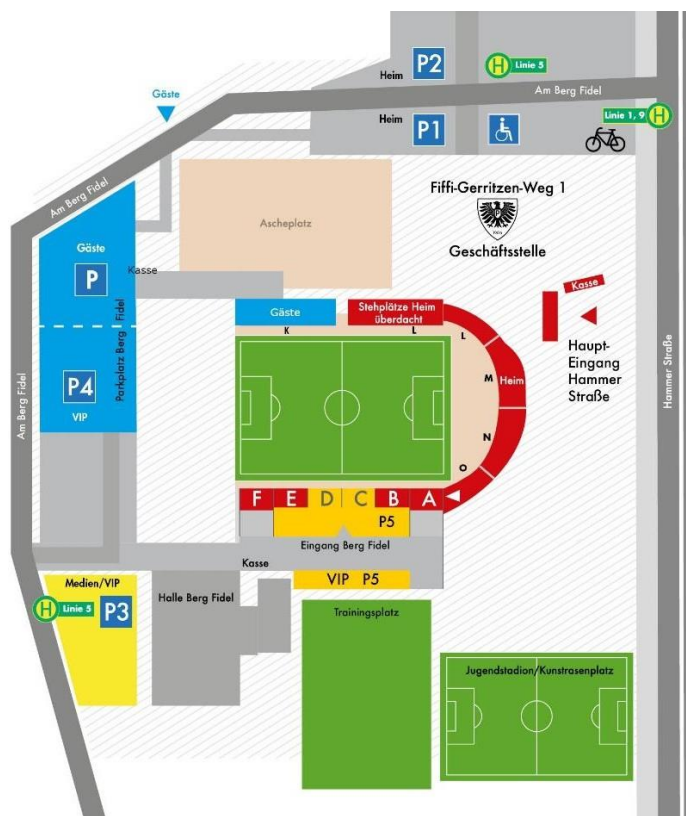 P2
Heim
H Linie 5
Am Berg Fidel
Gäste
Linie 1, 9 H
Heim
P1
Am Berg Fidel
Fiffi-Gerritzen-Weg 1
Geschäftsstelle
Ascheplatz
Gäste
P
Kasse
Kasse
Gäste
Stehplätze Heim
überdacht
K
L
L
Haupt-
Eingang
Hammer
Straße
Hammer Straße
Parkplatz Berg Fidel
P4
VIP
M
Heim
Am Berg Fidel
N
O
F
E
D
C
B
A
P5
Eingang Berg Fidel
Kasse
VIP P5
Medien/VIP
H Linie 5
P3
Halle Berg Fidel
Trainingsplatz
Jugendstadion/Kunstrasenplatz